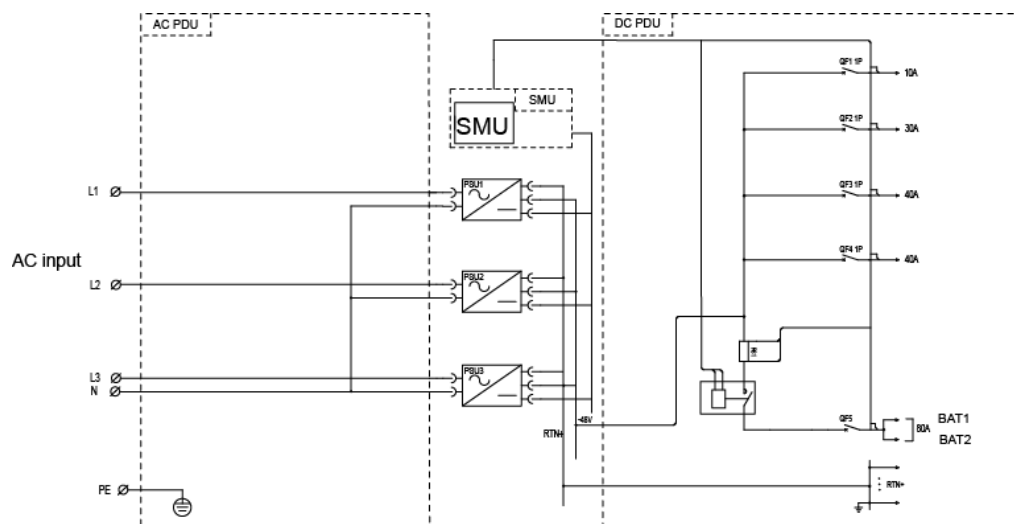 AC PDU
DC PDU
SMU
SMU
QF1 1P
10A
QF2 1P
30A
QF3 1P
40A
QF4 1P
40A
L1
PSU1
AC input
L2
PSU2
L3
N
PSU3
-48V
RTN+
QF5
80A
BAT1
BAT2
PE
RTN+